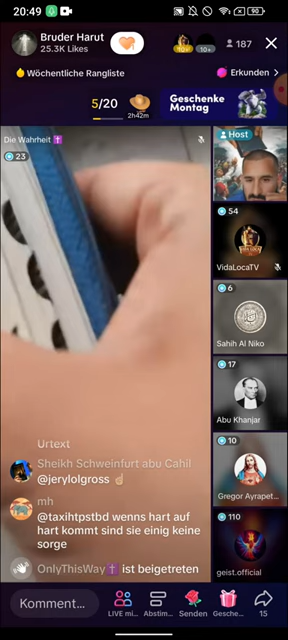 20:49
90
Bruder Harut
25.3K Likes
10+
187
Wöchentliche Rangliste
Erkunden >
5/20
2h42m
Geschenke
Montag
Die Wahrheit
23
Host
54
VidaLocaTV
6
Sahih Al Niko
17
Abu Khanjar
10
Gregor Ayrapet...
110
geist.official
Urtext
Sheikh Schweinfurt abu Cahil
@jerylolgross ☝🏻
mh
@taxihtpstbd wenns hart auf
hart kommt sind sie einig keine
sorge
OnlyThisWay✝️ ist beigetreten
Komment...
LIVE mi...
Abstim...
Senden
Gesche...
15